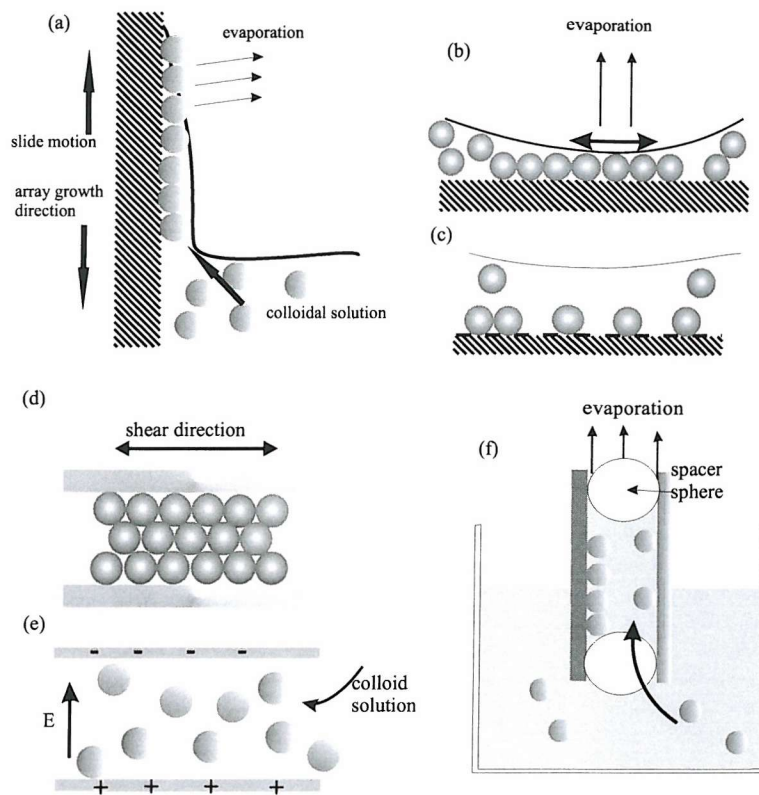 (a)
evaporation
slide motion
array growth
direction
colloidal solution
evaporation
(b)
(c)
(d)
shear direction
(e)
- - - -
E
colloid
solution
+ + + +
evaporation
(f)
spacer
sphere